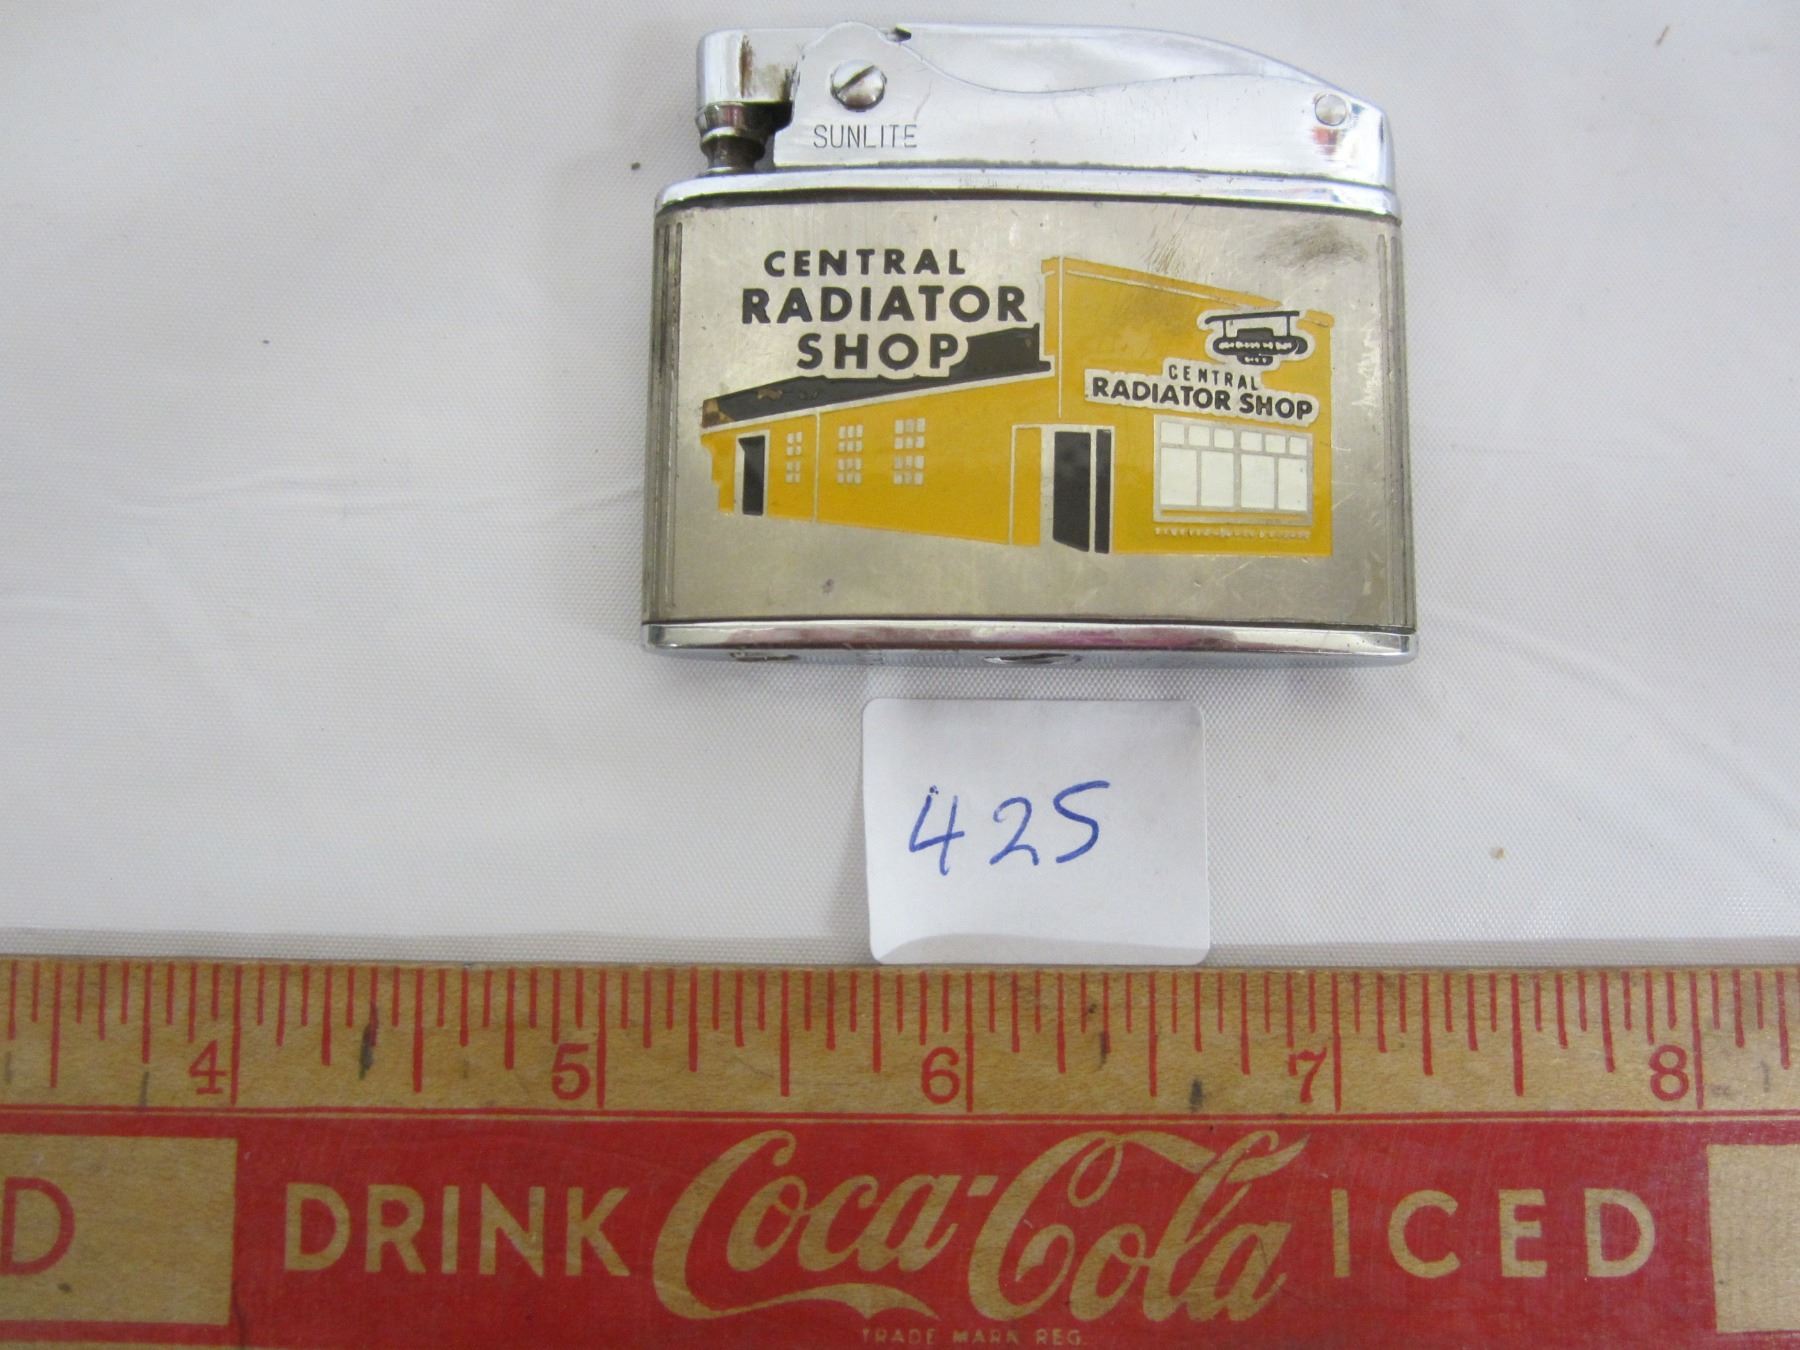 SUNLITE
CENTRAL
RADIATOR
SHOP
CENTRAL
RADIATOR SHOP
425
4 5 6 7 8
D DRINK Coca-Cola ICED
TRADE MARK REG.